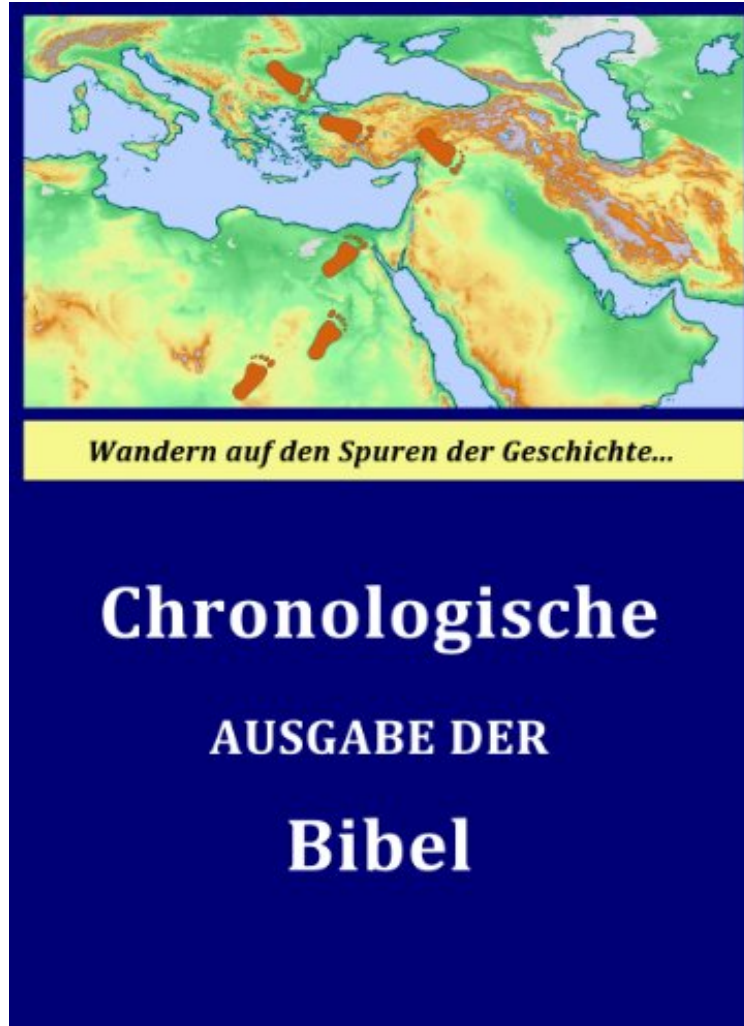 Wandern auf den Spuren der Geschichte...
Chronologische
AUSGABE DER
Bibel